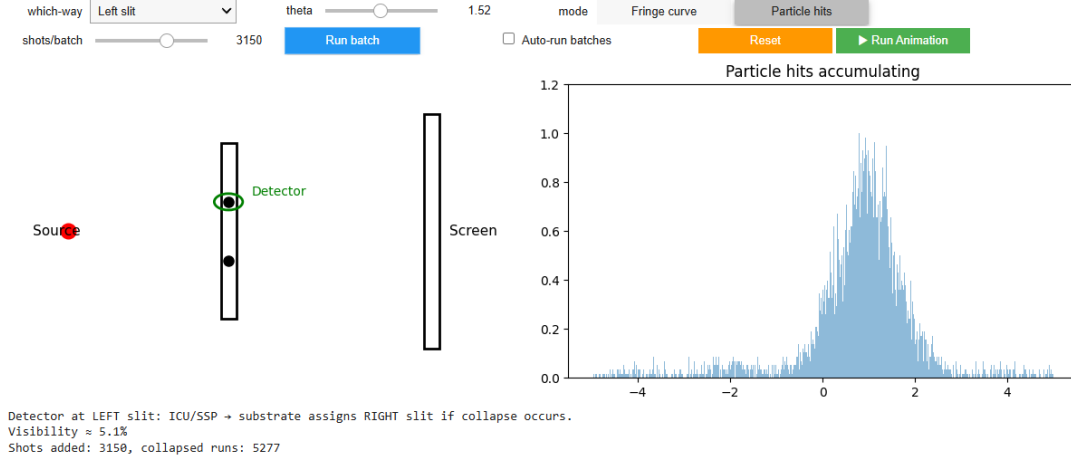 which-way Left slit theta 1.52 mode Fringe curve Particle hits
shots/batch 3150 Run batch Auto-run batches Reset ▶ Run Animation
Particle hits accumulating
1.2
1.0
0.8
0.6
0.4
0.2
0.0
−4 −2 0 2 4
Detector
Source
Screen
Detector at LEFT slit: ICU/SSP → substrate assigns RIGHT slit if collapse occurs.
Visibility ≈ 5.1%
Shots added: 3150, collapsed runs: 5277